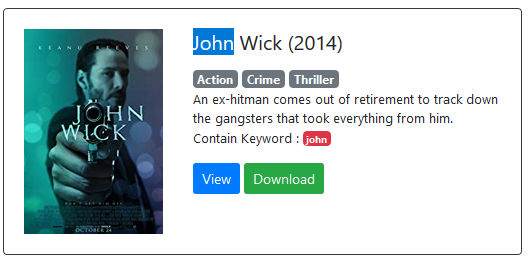 KEANU REEVES
JOHN
WICK
OCTOBER 24
John Wick (2014)
Action Crime Thriller
An ex-hitman comes out of retirement to track down
the gangsters that took everything from him.
Contain Keyword : john
View Download